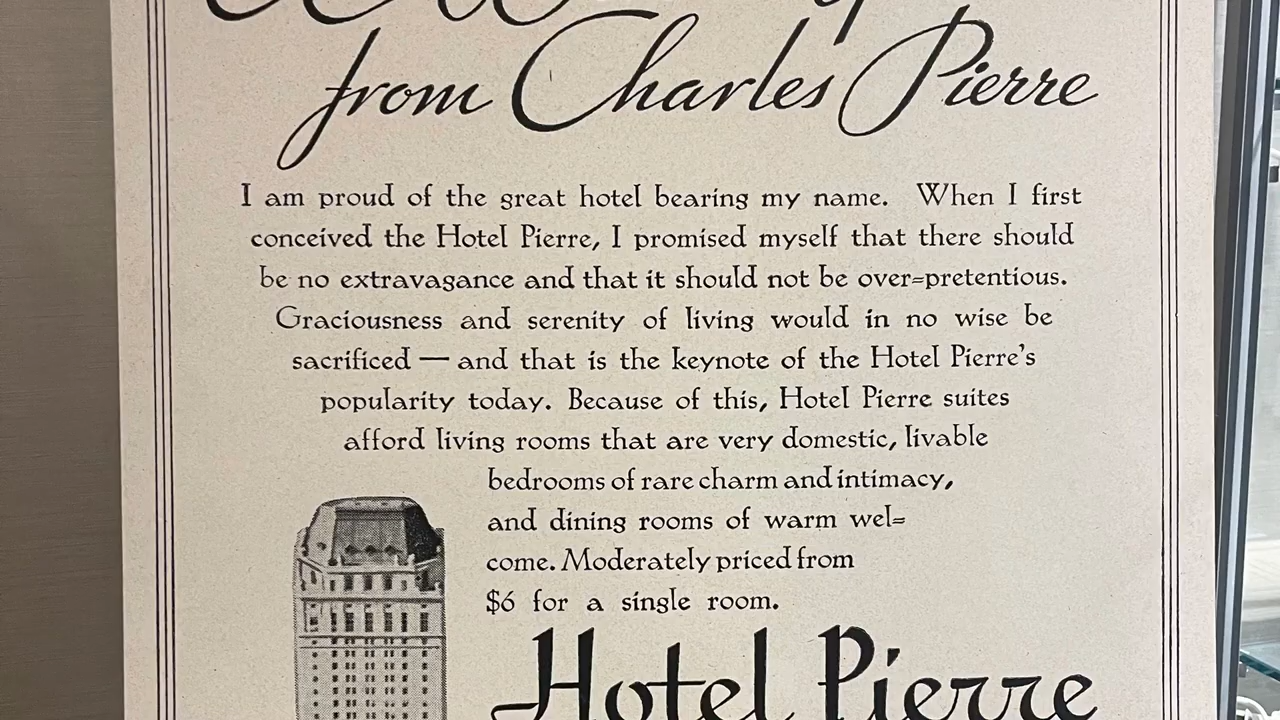 from Charles Pierre
I am proud of the great hotel bearing my name. When I first
conceived the Hotel Pierre, I promised myself that there should
be no extravagance and that it should not be over=pretentious.
Graciousness and serenity of living would in no wise be
sacrificed — and that is the keynote of the Hotel Pierre's
popularity today. Because of this, Hotel Pierre suites
afford living rooms that are very domestic, livable
bedrooms of rare charm and intimacy,
and dining rooms of warm wel=
come. Moderately priced from
$6 for a single room.
Hotel Pierre